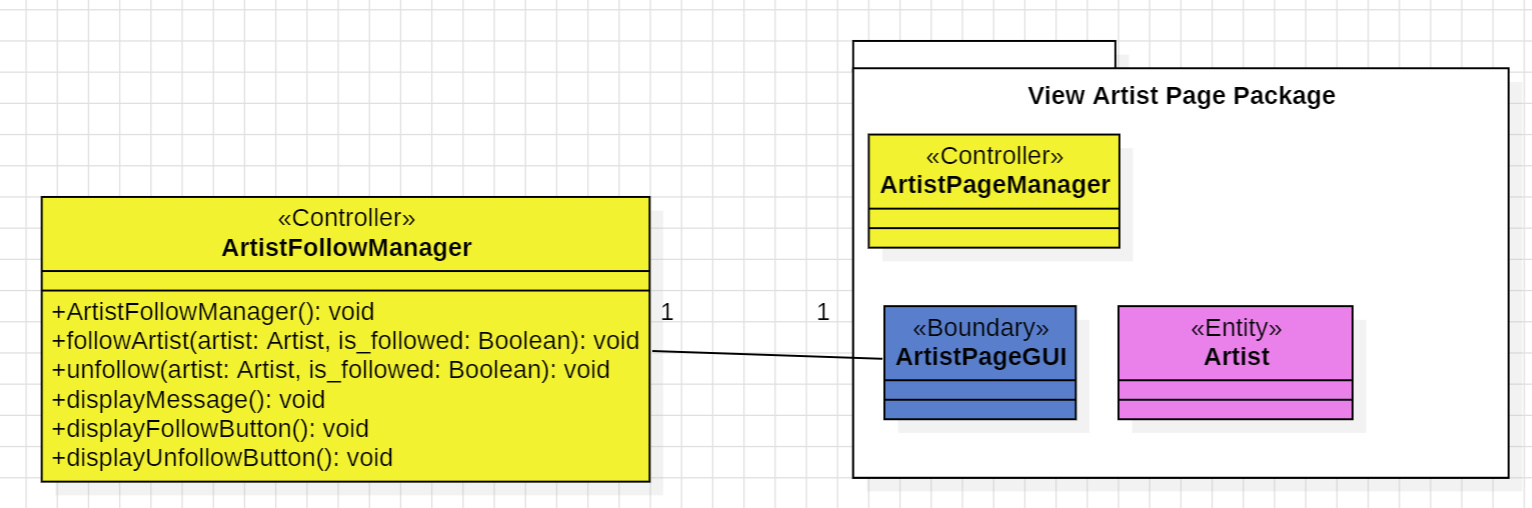 «Controller»
ArtistFollowManager
+ArtistFollowManager(): void
+followArtist(artist: Artist, is_followed: Boolean): void
+unfollow(artist: Artist, is_followed: Boolean): void
+displayMessage(): void
+displayFollowButton(): void
+displayUnfollowButton(): void
1
1
View Artist Page Package
«Controller»
ArtistPageManager
«Boundary»
ArtistPageGUI
«Entity»
Artist